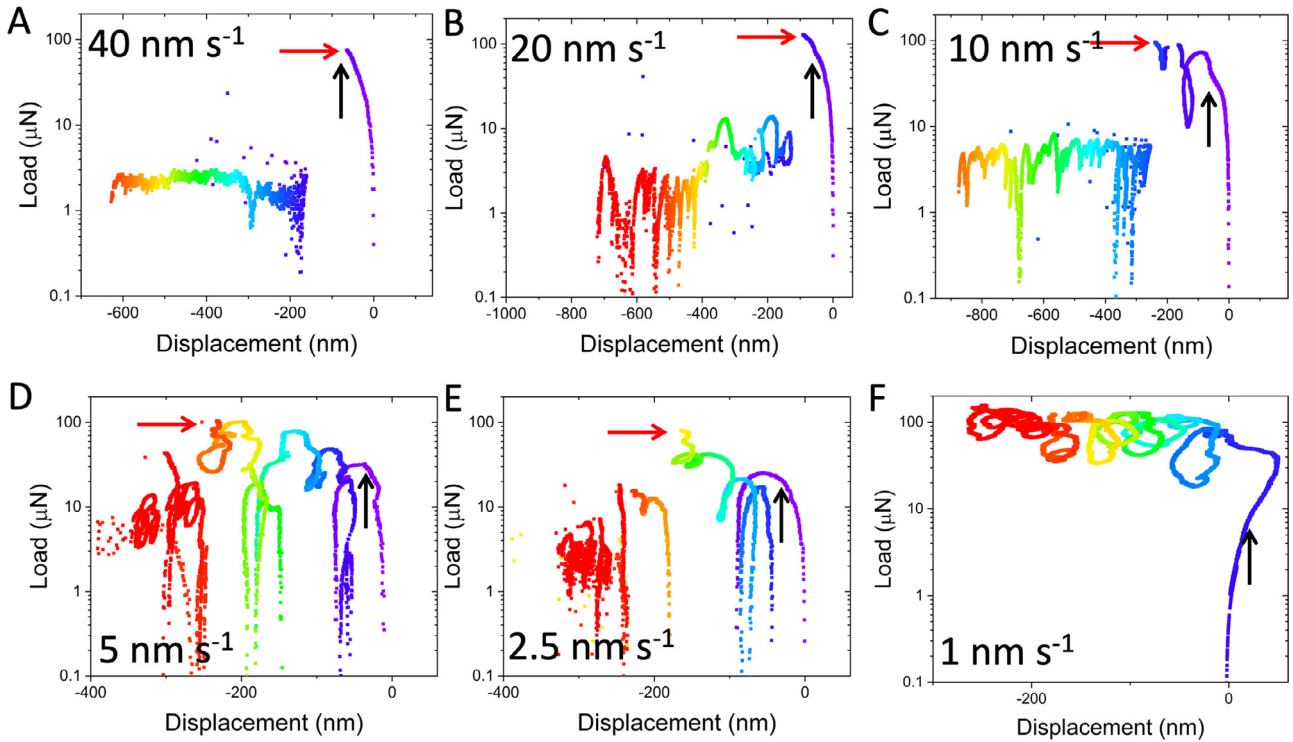 A
40 nm s⁻¹
Load (μN)
100
10
1
0.1
-600
-400
-200
0
Displacement (nm)
B
20 nm s⁻¹
Load (μN)
100
10
1
0.1
-1000
-800
-600
-400
-200
0
Displacement (nm)
C
10 nm s⁻¹
Load (μN)
100
10
1
0.1
-800
-600
-400
-200
0
Displacement (nm)
D
5 nm s⁻¹
Load (μN)
100
10
1
0.1
-400
-200
0
Displacement (nm)
E
2.5 nm s⁻¹
Load (μN)
100
10
1
0.1
-400
-200
0
Displacement (nm)
F
1 nm s⁻¹
Load (μN)
100
10
1
0.1
-200
0
Displacement (nm)